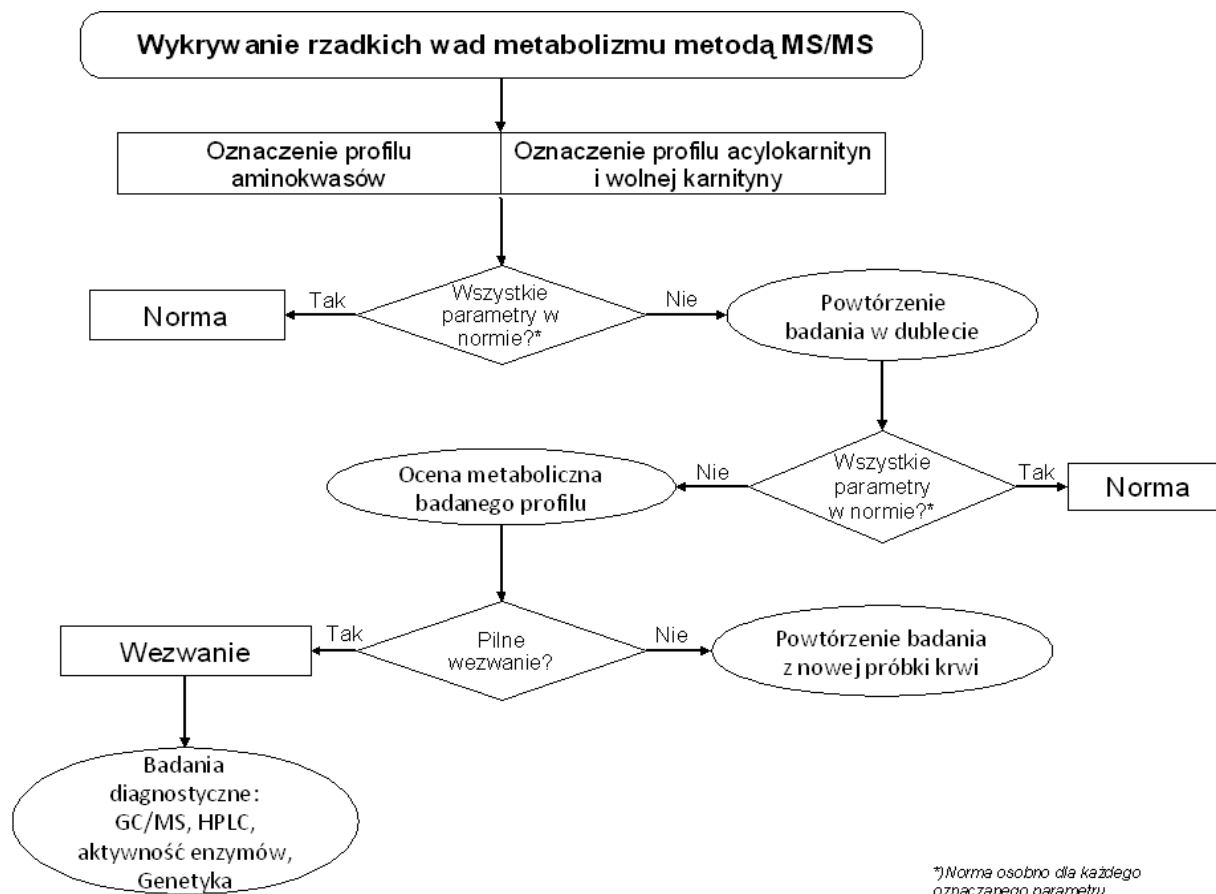 Wykrywanie rzadkich wad metabolizmu metodą MS/MS
Oznaczenie profilu
aminokwasów
Oznaczenie profilu acylokarnityn
i wolnej karnityny
Wszystkie
parametry w
normie?*
Tak
Norma
Nie
Powtórzenie
badania w dublecie
Wszystkie
parametry
w normie?*
Tak
Norma
Nie
Ocena metaboliczna
badanego profilu
Pilne
wezwanie?
Tak
Wezwanie
Nie
Powtórzenie badania
z nowej próbki krwi
Badania
diagnostyczne:
GC/MS, HPLC,
aktywność enzymów,
Genetyka
*)Norma osobno dla każdego
oznaczanego parametru